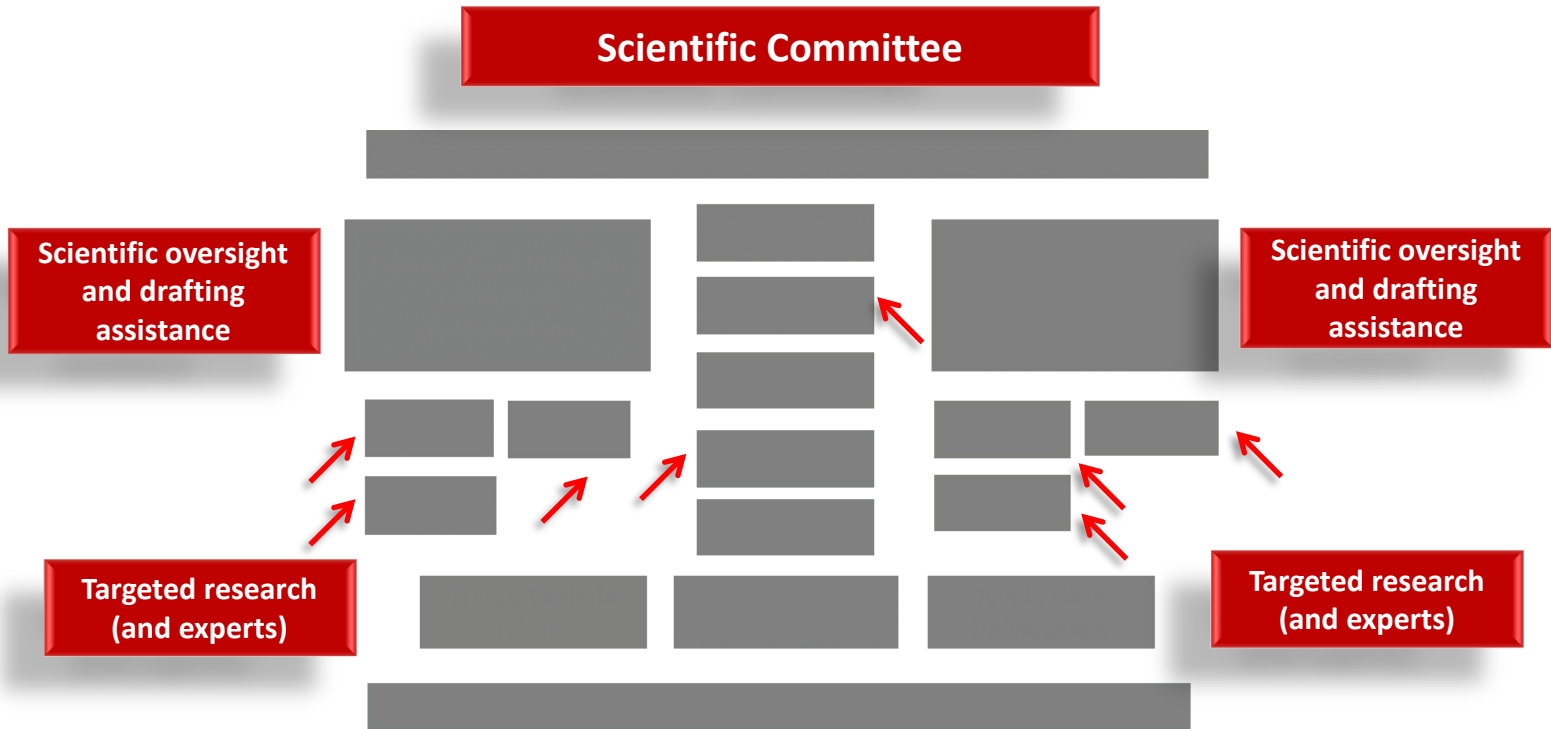 Scientific Committee
Scientific oversight
and drafting
assistance
Scientific oversight
and drafting
assistance
Targeted research
(and experts)
Targeted research
(and experts)